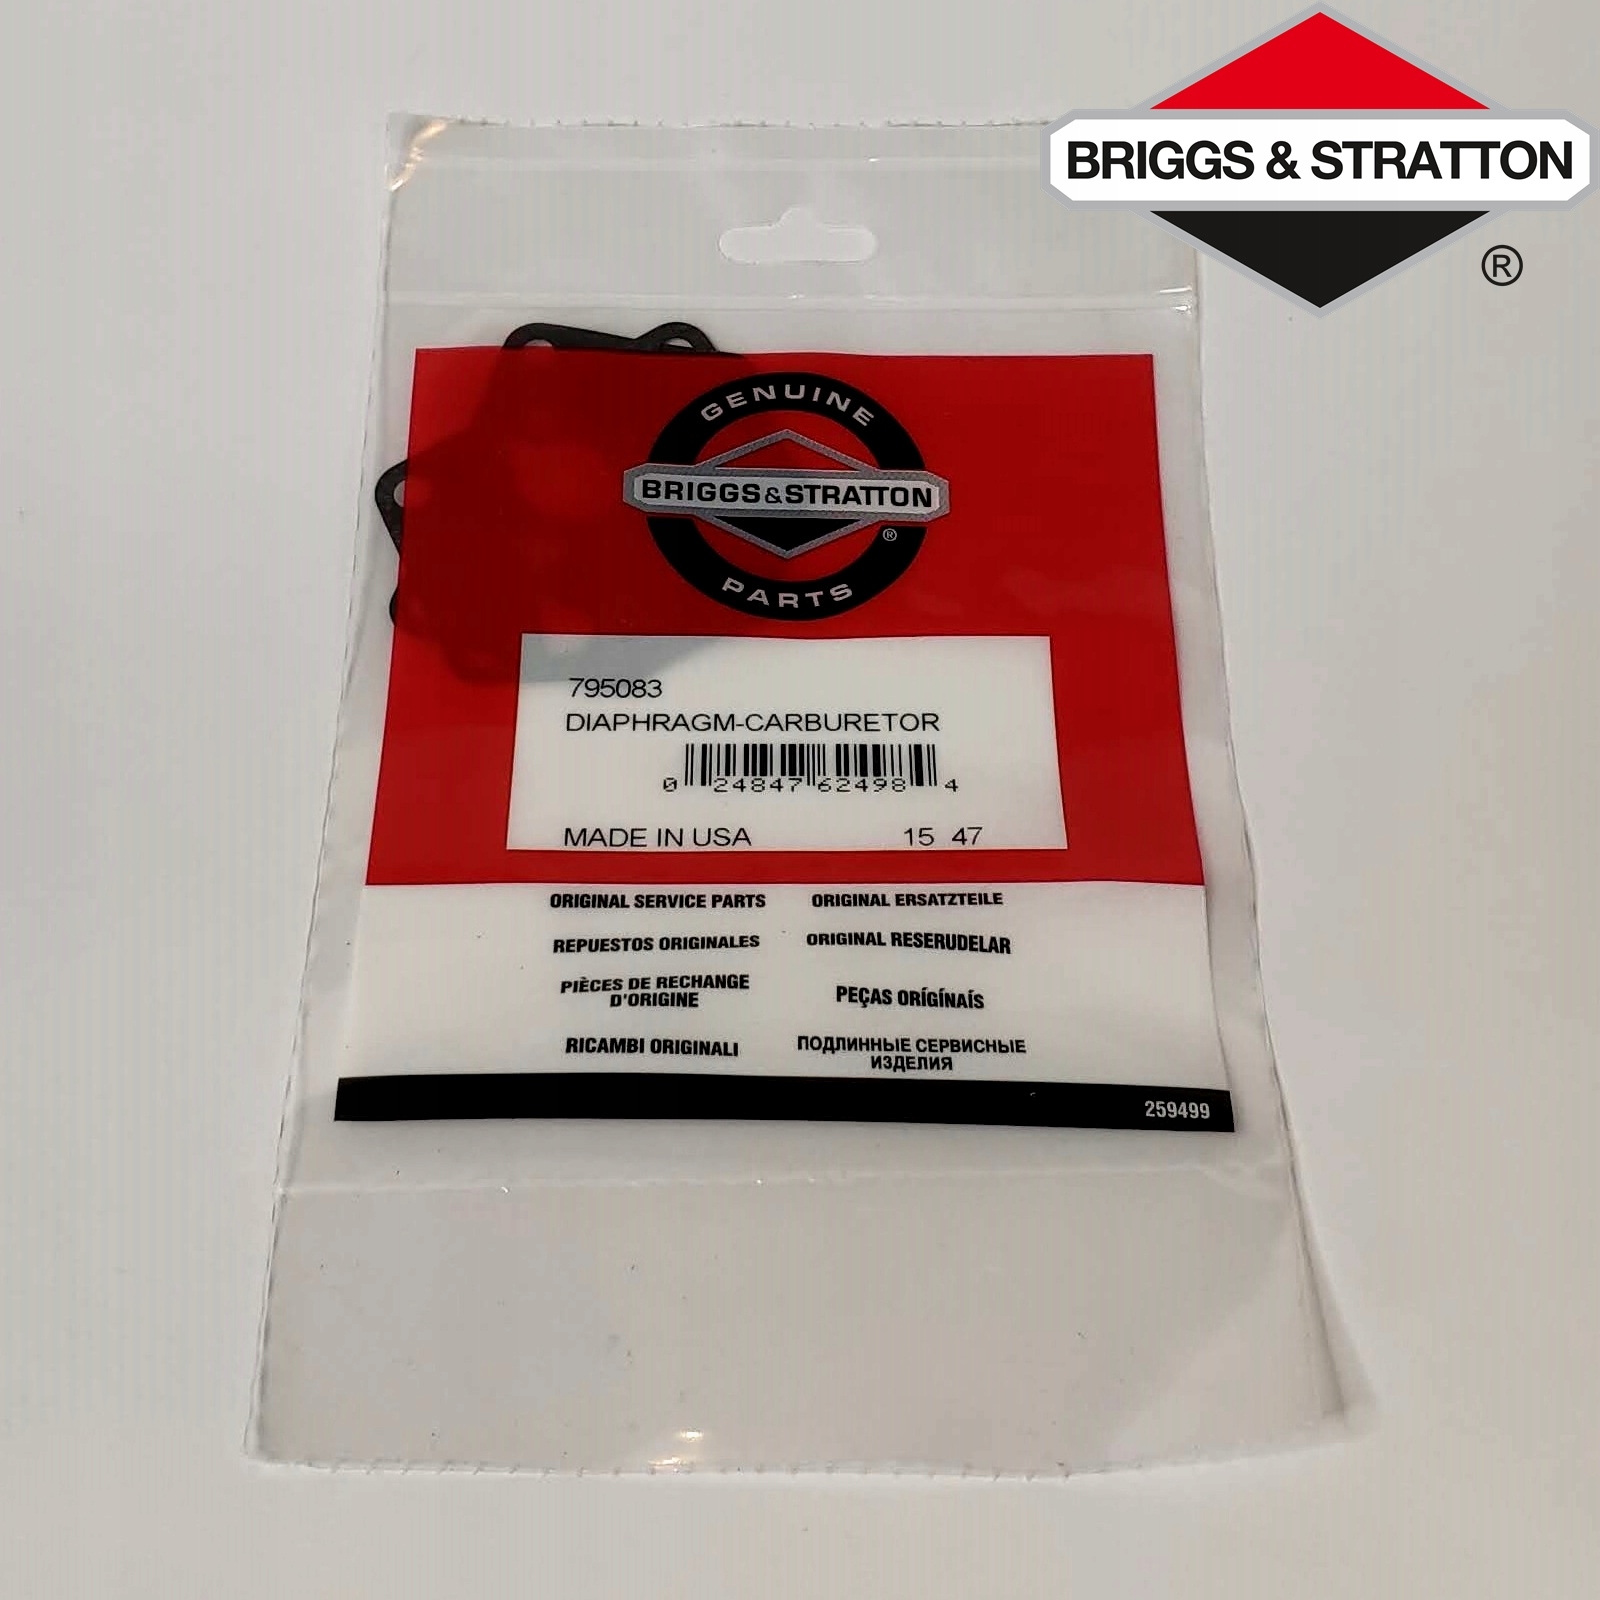 BRIGGS & STRATTON
®
GENUINE
BRIGGS&STRATTON
®
PARTS
795083
DIAPHRAGM-CARBURETOR
0 24847 62498 4
MADE IN USA 15 47
ORIGINAL SERVICE PARTS ORIGINAL ERSATZTEILE
REPUESTOS ORIGINALES ORIGINAL RESERUDELAR
PIÈCES DE RECHANGE
D'ORIGINE
PEÇAS ORÍGÍNAÍS
RICAMBI ORIGINALI
ПОДЛИННЫЕ СЕРВИСНЫЕ
ИЗДЕЛИЯ
259499